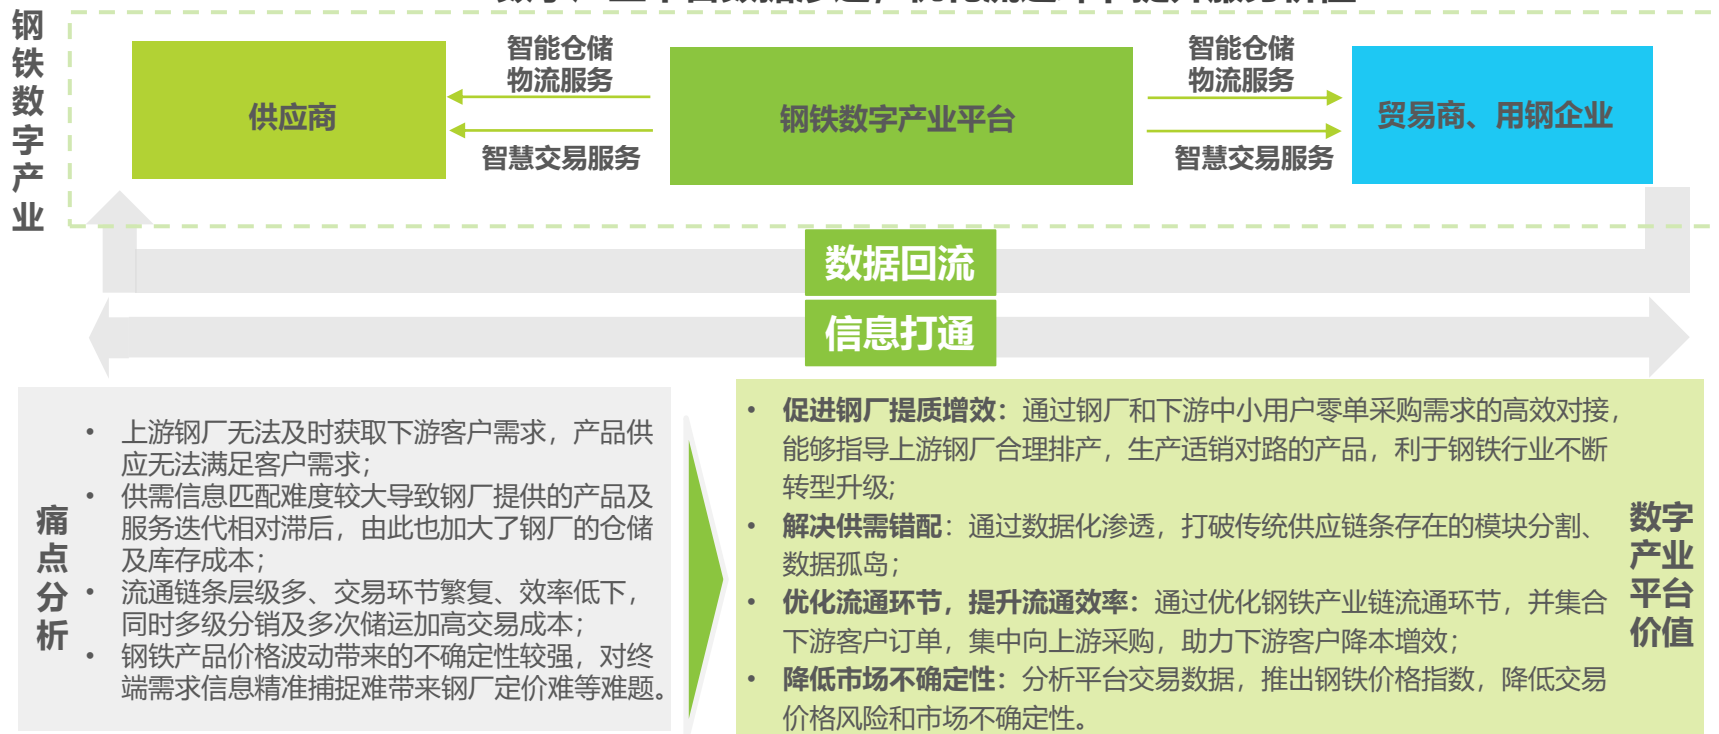 钢铁数字产业
智能仓储
物流服务
智能仓储
物流服务
供应商
钢铁数字产业平台
贸易商、用钢企业
智慧交易服务
智慧交易服务
数据回流
信息打通
痛点分析
• 上游钢厂无法及时获取下游客户需求，产品供
应无法满足客户需求；
• 供需信息匹配难度较大导致钢厂提供的产品及
服务迭代相对滞后，由此也加大了钢厂的仓储
及库存成本；
• 流通链条层级多、交易环节繁复、效率低下，
同时多级分销及多次储运加高交易成本；
• 钢铁产品价格波动带来的不确定性较强，对终
端需求信息精准捕捉难带来钢厂定价难等难题。
• 促进钢厂提质增效：通过钢厂和下游中小用户零单采购需求的高效对接，
能够指导上游钢厂合理排产，生产适销对路的产品，利于钢铁行业不断
转型升级;
• 解决供需错配：通过数据化渗透，打破传统供应链条存在的模块分割、
数据孤岛；
• 优化流通环节，提升流通效率：通过优化钢铁产业链流通环节，并集合
下游客户订单，集中向上游采购，助力下游客户降本增效；
• 降低市场不确定性：分析平台交易数据，推出钢铁价格指数，降低交易
价格风险和市场不确定性。
数字
产业
平台
价值